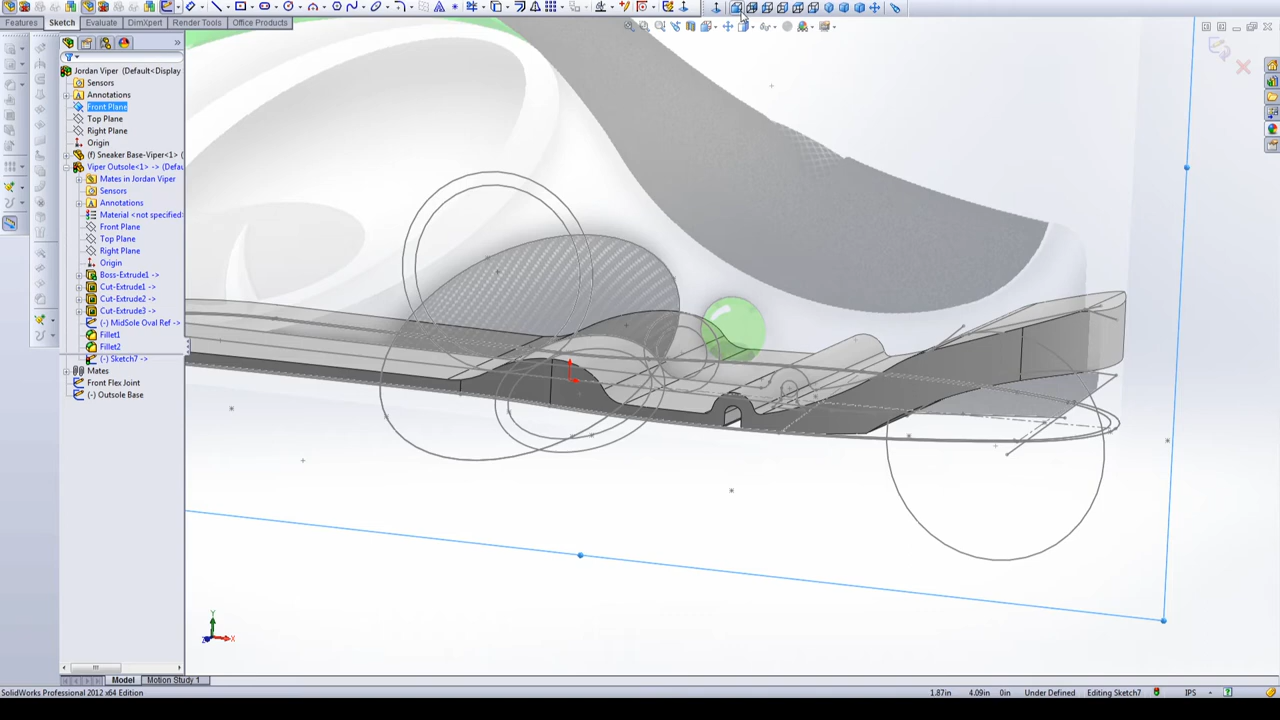 Features
Sketch
Evaluate
DimXpert
Render Tools
Office Products
Jordan Viper (Default<Display
Sensors
Annotations
Front Plane
Top Plane
Right Plane
Origin
(f) Sneaker Base-Viper<1> (
Viper Outsole<1> -> (Defau
Mates in Jordan Viper
Sensors
Annotations
Material <not specified>
Front Plane
Top Plane
Right Plane
Origin
Boss-Extrude1 ->
Cut-Extrude1 ->
Cut-Extrude2 ->
Cut-Extrude3 ->
(-) MidSole Oval Ref ->
Fillet1
Fillet2
(-) Sketch7 ->
Mates
Front Flex Joint
(-) Outsole Base
Y
X
Z
Model
Motion Study 1
SolidWorks Professional 2012 x64 Edition
1.87in
4.09in
0in
Under Defined
Editing Sketch7
IPS